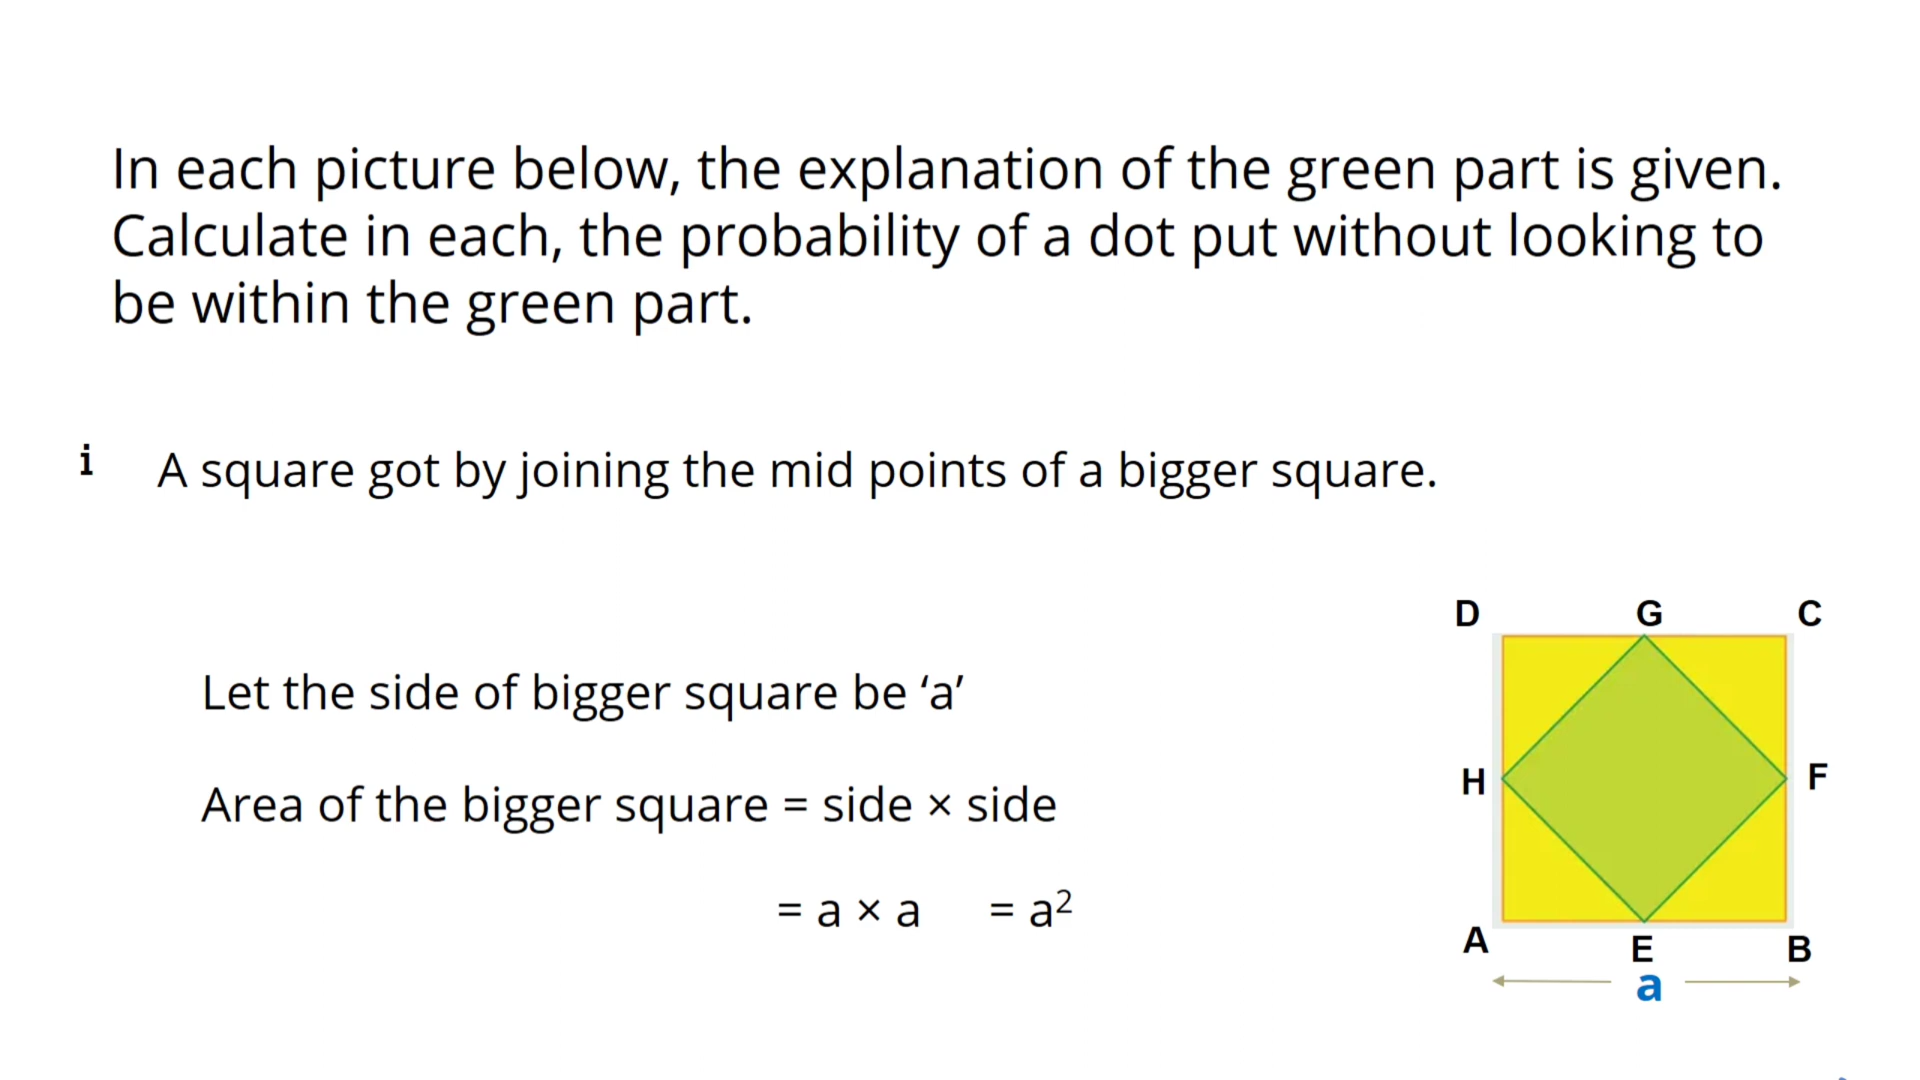 In each picture below, the explanation of the green part is given.
Calculate in each, the probability of a dot put without looking to
be within the green part.
i A square got by joining the mid points of a bigger square.
Let the side of bigger square be ‘a’
Area of the bigger square = side × side
= a × a = a²
D G C
H F
A E B
a